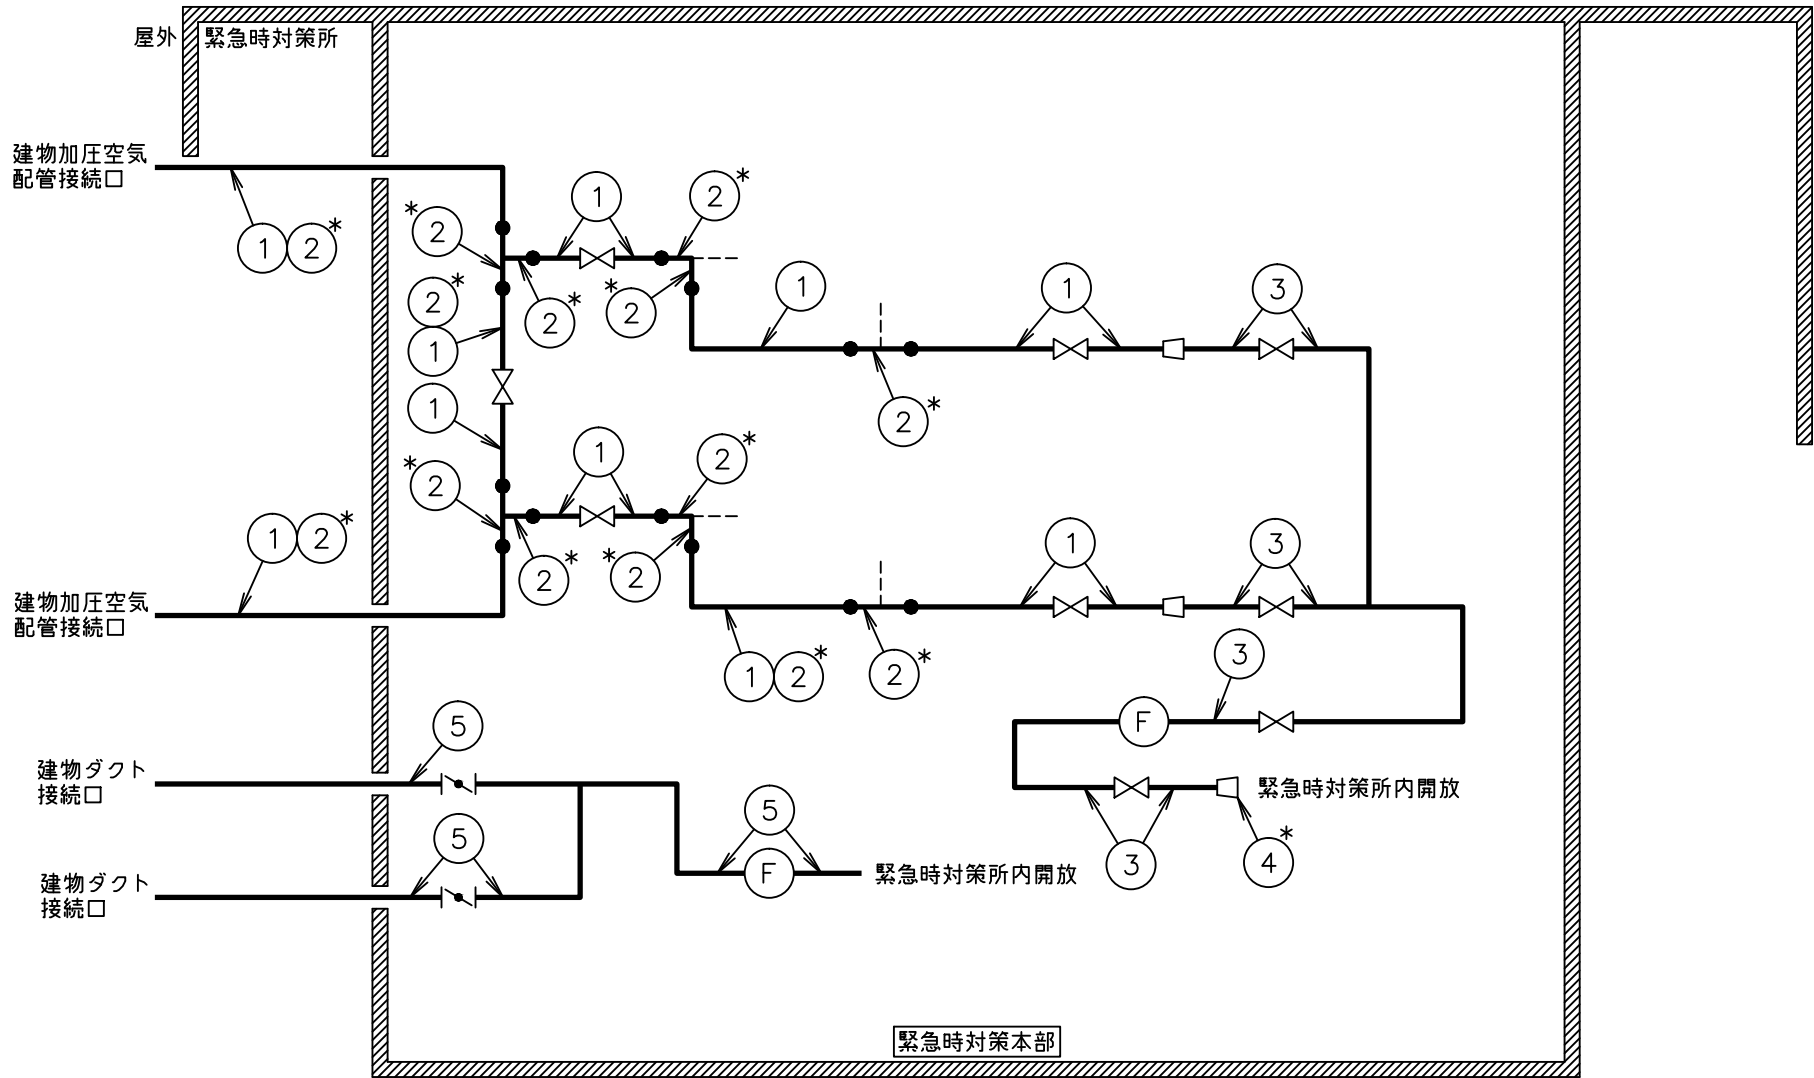 屋外
緊急時対策所
建物加圧空気
配管接続口
1 2*
2*
1
2*
2*
1
2*
2*
1
1
3
2*
1
2*
1
2*
2*
2*
1
3
1 2*
建物加圧空気
配管接続口
1 2*
2*
3
F
5
建物ダクト
接続口
緊急時対策所内開放
3
4*
5
5
F
緊急時対策所内開放
建物ダクト
接続口
緊急時対策本部